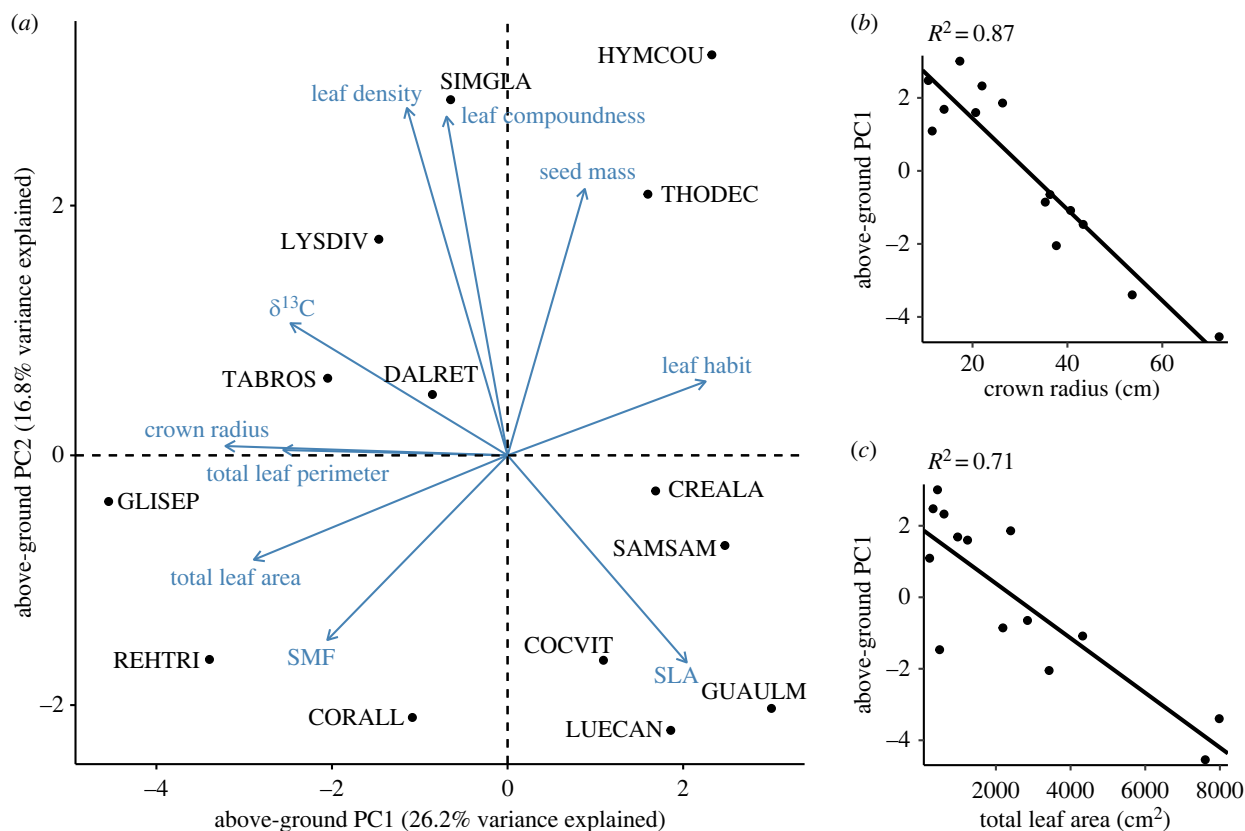 (a)
above-ground PC2 (16.8% variance explained)
2
0
−2
HYMCOU
SIMGLA
leaf density
leaf compoundness
seed mass
THODEC
LYSDIV
δ¹³C
leaf habit
TABROS
DALRET
crown radius
total leaf perimeter
GLISEP
CREALA
SAMSAM
total leaf area
REHTRI
SMF
COCVIT
SLA
GUAULM
CORALL
LUECAN
−4
−2
0
2
above-ground PC1 (26.2% variance explained)
(b)
R² = 0.87
above-ground PC1
2
0
−2
−4
20
40
60
crown radius (cm)
(c)
R² = 0.71
above-ground PC1
2
0
−2
−4
2000
4000
6000
8000
total leaf area (cm²)